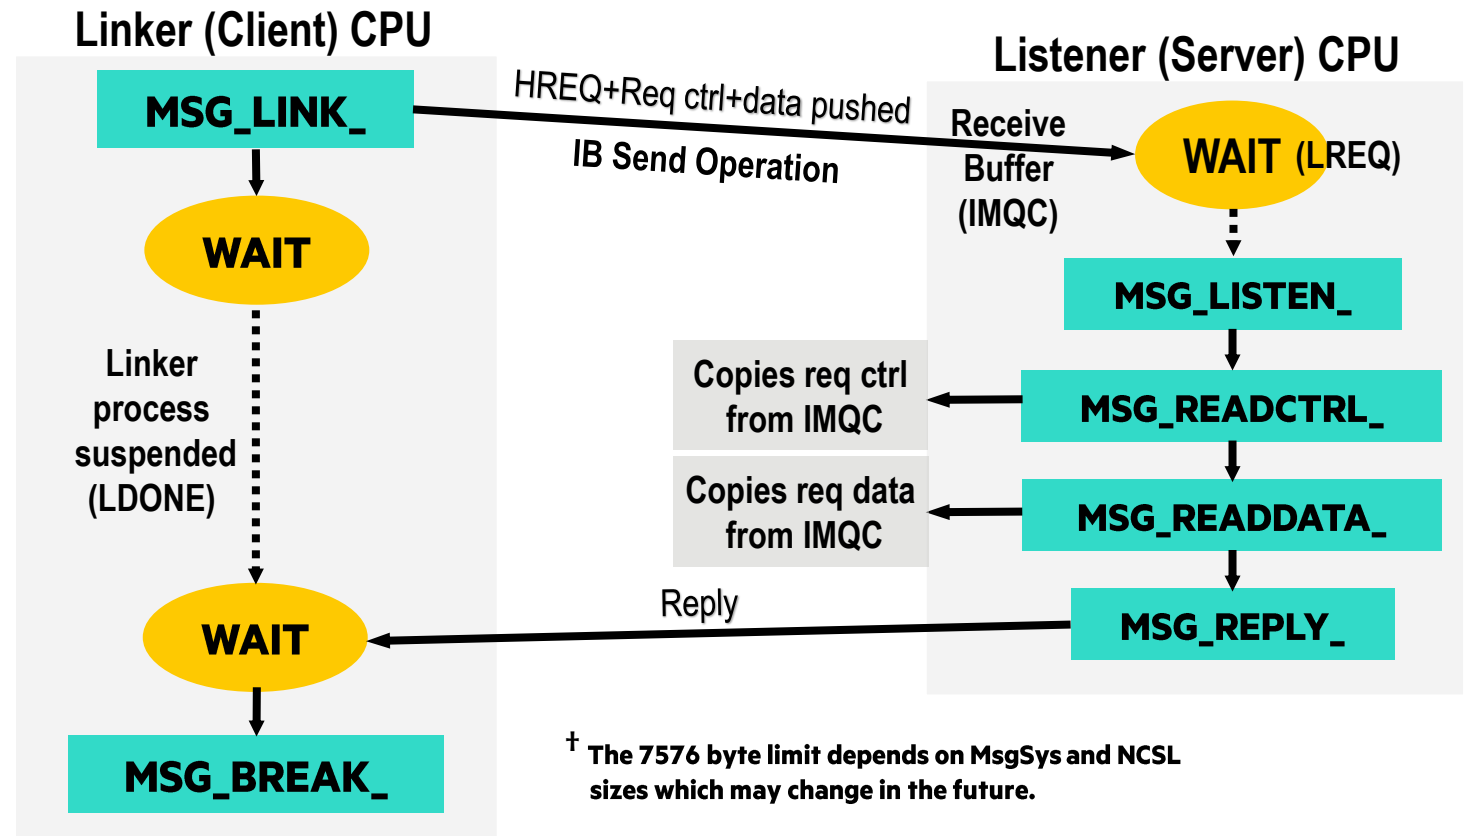 Linker (Client) CPU
Listener (Server) CPU
MSG_LINK_
HREQ+Req ctrl+data pushed
IB Send Operation
Receive
Buffer
(IMQC)
WAIT (LREQ)
WAIT
MSG_LISTEN_
Linker
process
suspended
(LDONE)
Copies req ctrl
from IMQC
MSG_READCTRL_
Copies req data
from IMQC
MSG_READDATA_
Reply
MSG_REPLY_
WAIT
MSG_BREAK_
† The 7576 byte limit depends on MsgSys and NCSL
sizes which may change in the future.